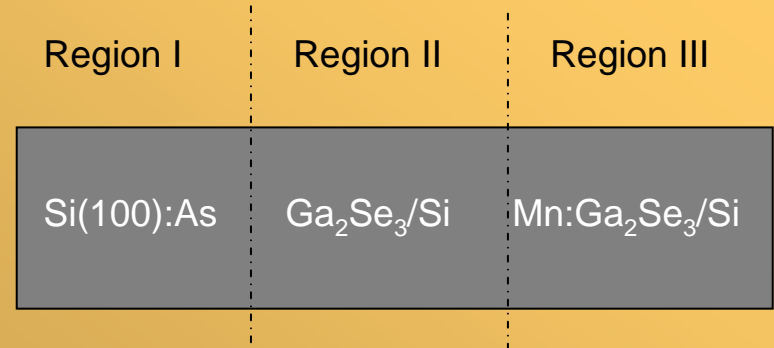 Region I Region II Region III
Si(100):As Ga₂Se₃/Si Mn:Ga₂Se₃/Si